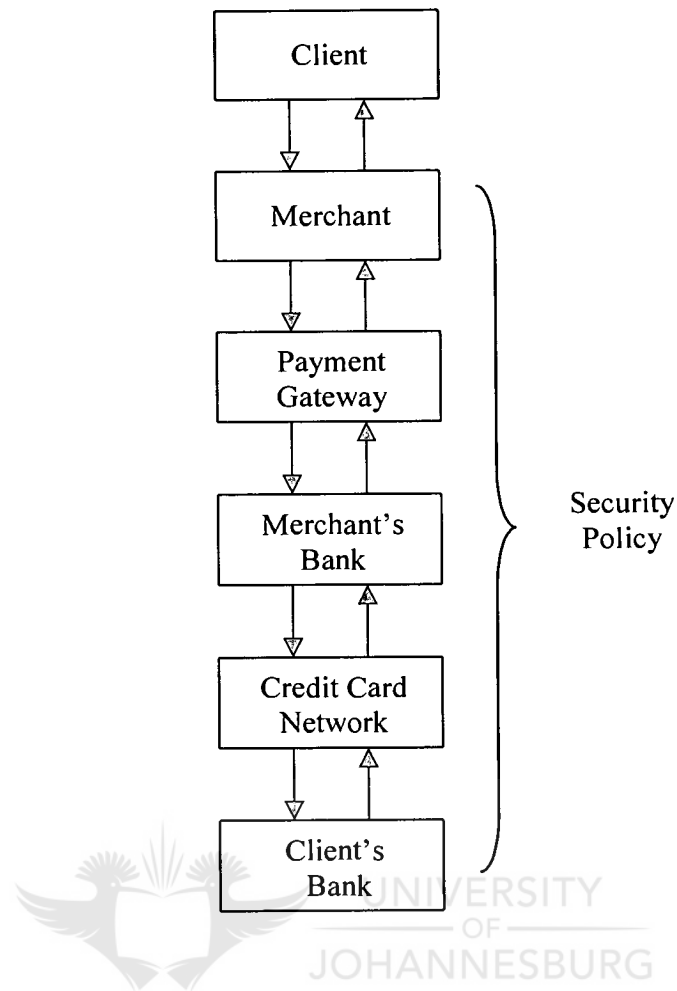 Client
Merchant
Payment
Gateway
Merchant's
Bank
Credit Card
Network
Client's
Bank
Security
Policy
UNIVERSITY
OF
JOHANNESBURG